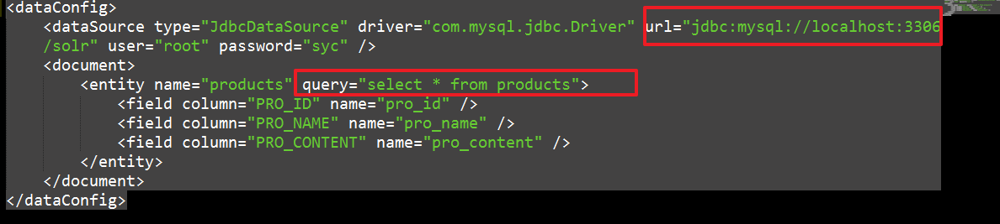 <dataConfig>
<dataSource type="JdbcDataSource" driver="com.mysql.jdbc.Driver" url="jdbc:mysql://localhost:3306
/solr" user="root" password="syc" />
<document>
<entity name="products" query="select * from products">
<field column="PRO_ID" name="pro_id" />
<field column="PRO_NAME" name="pro_name" />
<field column="PRO_CONTENT" name="pro_content" />
</entity>
</document>
</dataConfig>